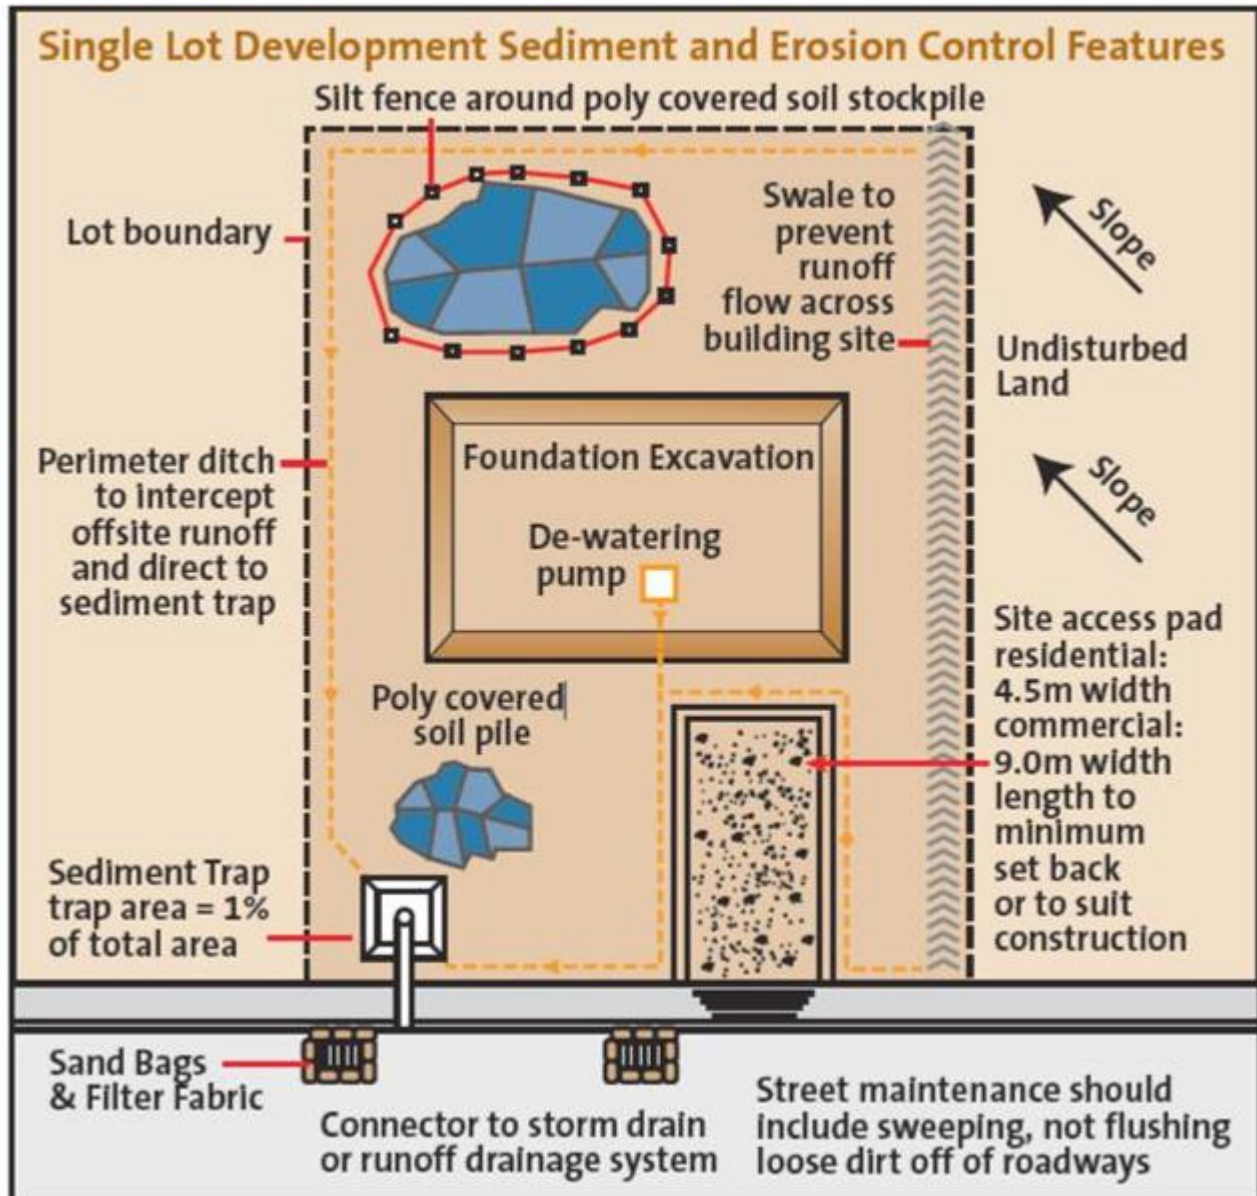 Single Lot Development Sediment and Erosion Control Features
Silt fence around poly covered soil stockpile
Lot boundary
Swale to
prevent
runoff
flow across
building site
Slope
Undisturbed
Land
Perimeter ditch
to intercept
offsite runoff
and direct to
sediment trap
Foundation Excavation
De-watering
pump
Slope
Site access pad
residential:
4.5m width
commercial:
9.0m width
length to
minimum
set back
or to suit
construction
Poly covered
soil pile
Sediment Trap
trap area = 1%
of total area
Sand Bags
& Filter Fabric
Connector to storm drain
or runoff drainage system
Street maintenance should
include sweeping, not flushing
loose dirt off of roadways